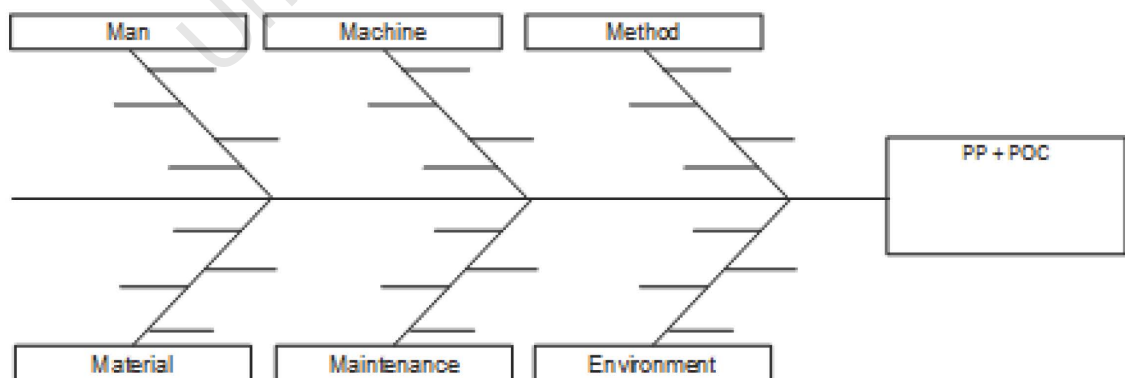 Man
Machine
Method
PP + POC
Material
Maintenance
Environment